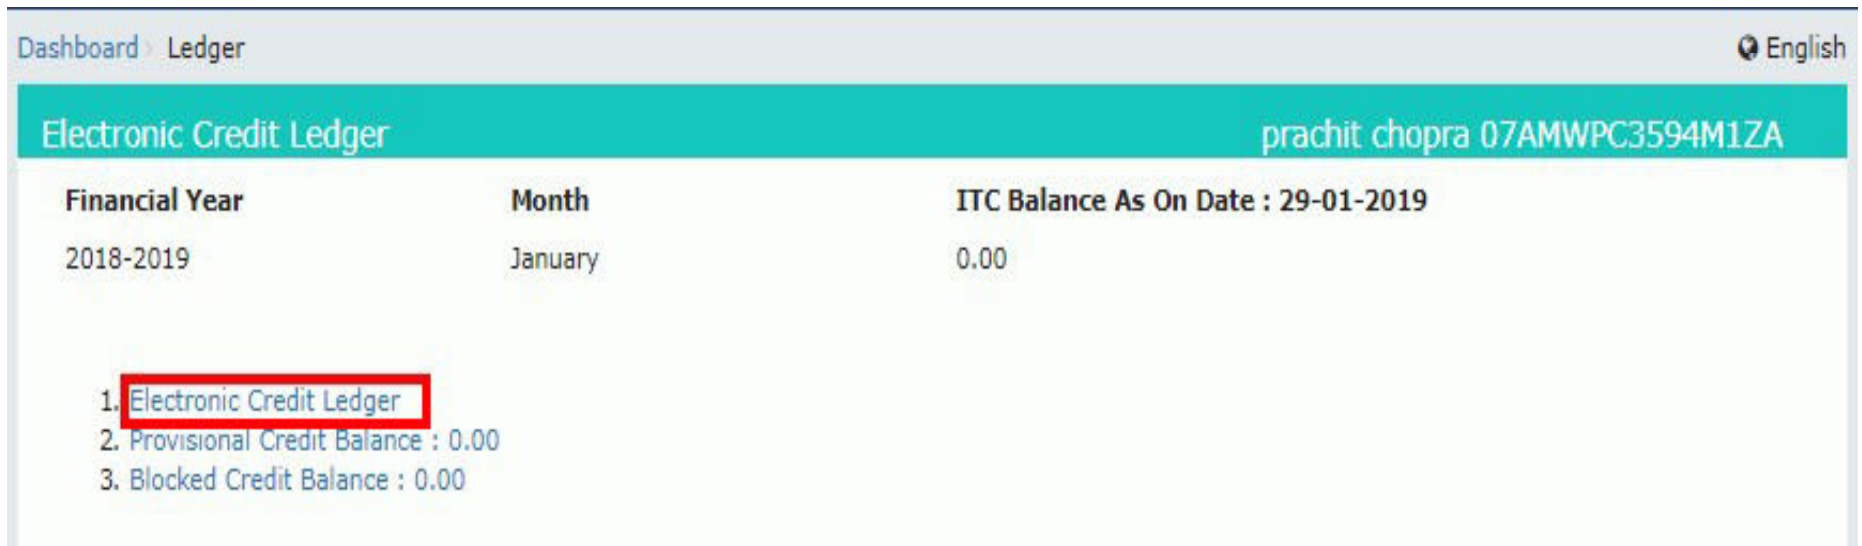 Dashboard › Ledger English
Electronic Credit Ledger prachit chopra 07AMWPC3594M1ZA
Financial Year Month ITC Balance As On Date : 29-01-2019
2018-2019 January 0.00
1. Electronic Credit Ledger
2. Provisional Credit Balance : 0.00
3. Blocked Credit Balance : 0.00